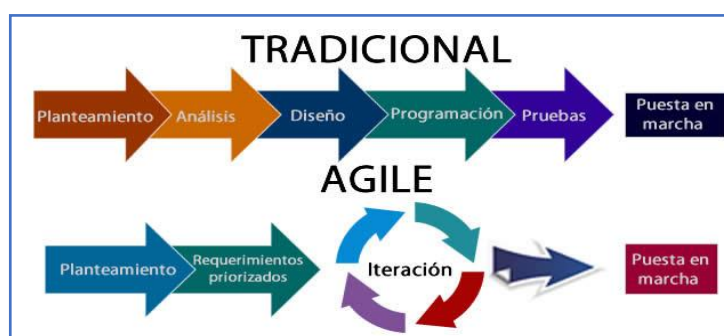 TRADICIONAL
Planteamiento
Análisis
Diseño
Programación
Pruebas
Puesta en
marcha
AGILE
Planteamiento
Requerimientos
priorizados
Iteración
Puesta en
marcha